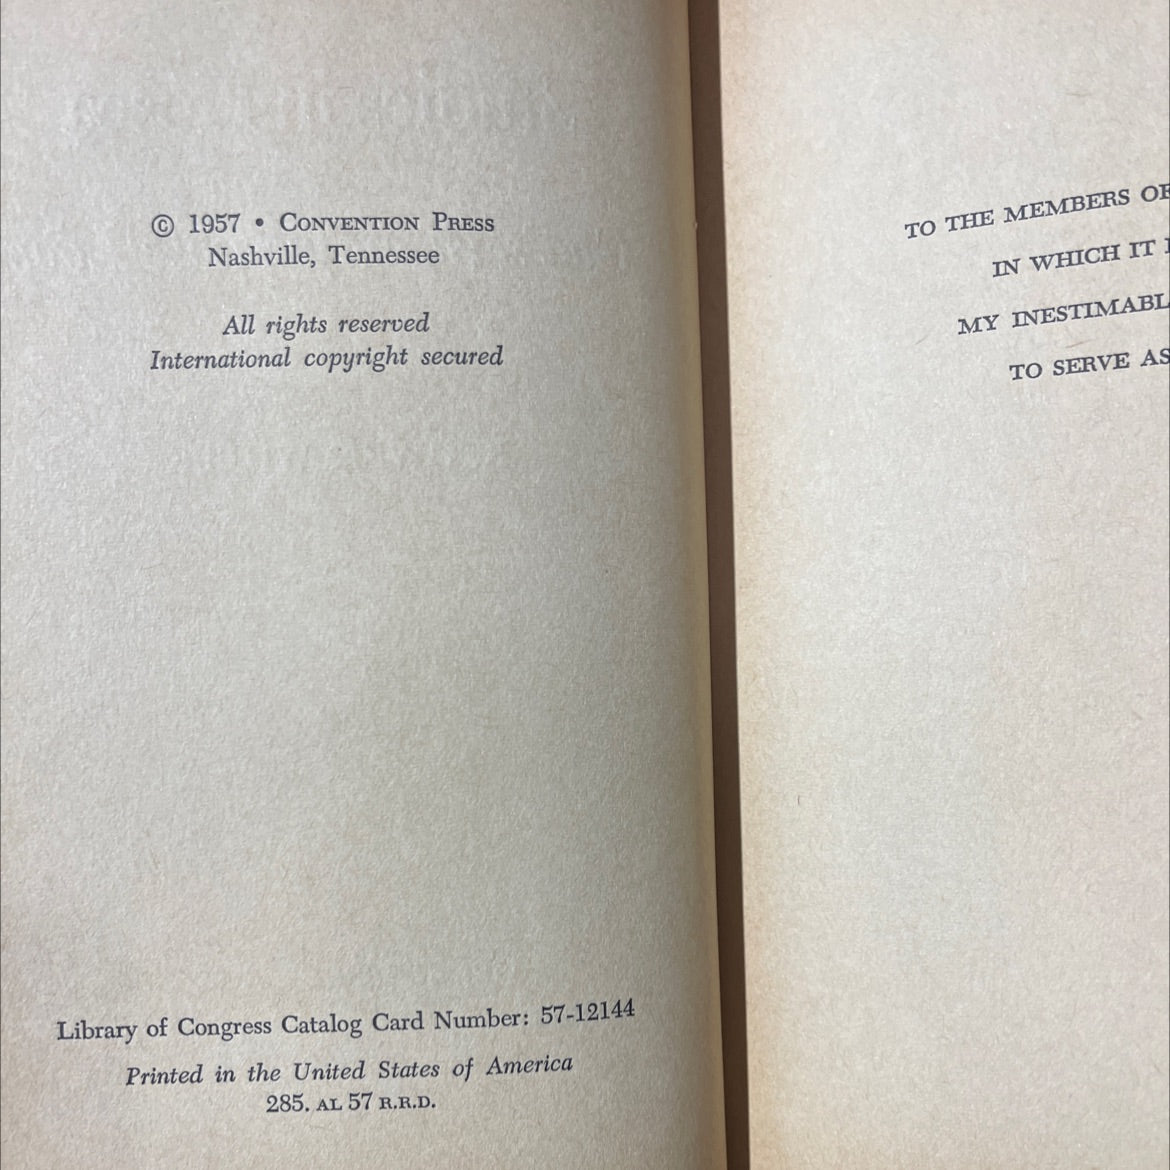 © 1957 • Convention Press
Nashville, Tennessee
All rights reserved
International copyright secured
Library of Congress Catalog Card Number: 57-12144
Printed in the United States of America
285. AL 57 R.R.D.
TO THE MEMBERS OF
IN WHICH IT
MY
TO SERVE AS